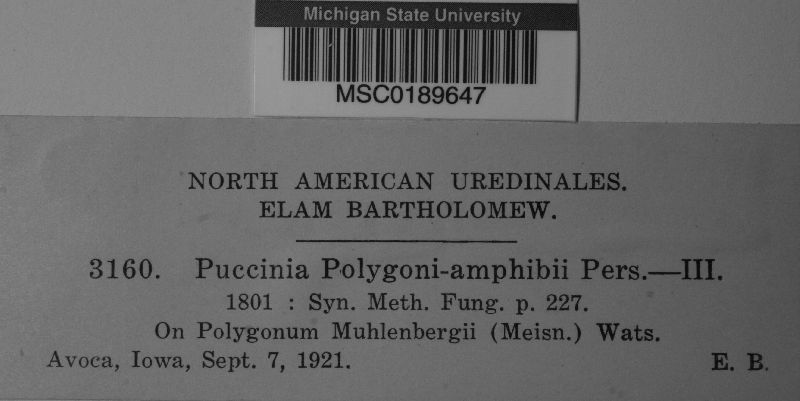 Michigan State University
MSC0189647
NORTH AMERICAN UREDINALES.
ELAM BARTHOLOMEW.
3160. Puccinia Polygoni-amphibii Pers.—III.
1801 : Syn. Meth. Fung. p. 227.
On Polygonum Muhlenbergii (Meisn.) Wats.
Avoca, Iowa, Sept. 7, 1921. E. B.